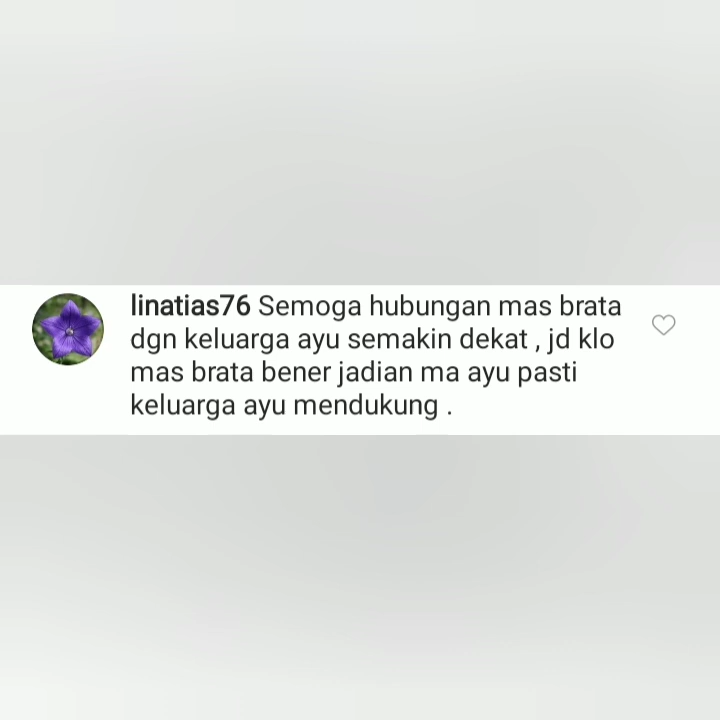 linatias76 Semoga hubungan mas brata
dgn keluarga ayu semakin dekat , jd klo
mas brata bener jadian ma ayu pasti
keluarga ayu mendukung .